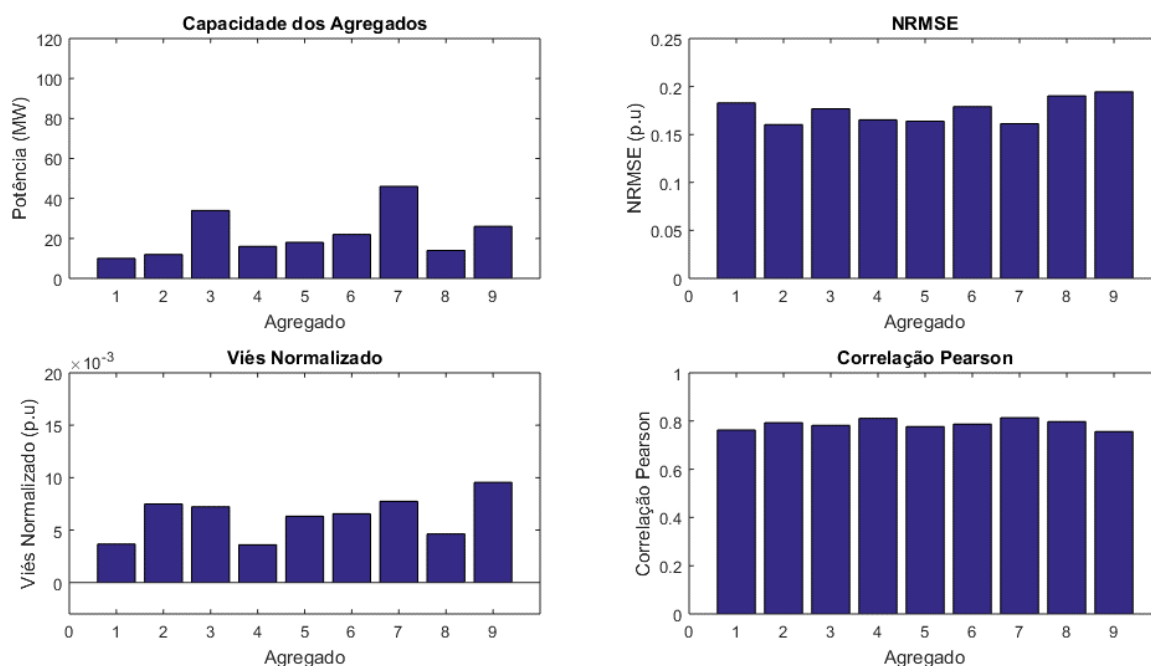 Capacidade dos Agregados
120
100
80
60
40
20
0
Potência (MW)
1 2 3 4 5 6 7 8 9
Agregado
NRMSE
0.25
0.2
0.15
0.1
0.05
0
NRMSE (p.u)
0 1 2 3 4 5 6 7 8 9
Agregado
Viés Normalizado
×10⁻³
20
15
10
5
0
Viés Normalizado (p.u)
0 1 2 3 4 5 6 7 8 9
Agregado
Correlação Pearson
1
0.8
0.6
0.4
0.2
0
Correlação Pearson
0 1 2 3 4 5 6 7 8 9
Agregado